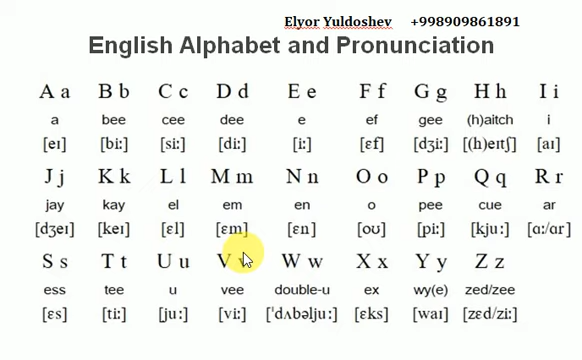 Elyor Yuldoshev +998909861891
English Alphabet and Pronunciation
A a B b C c D d E e F f G g H h I i
a bee cee dee e ef gee (h)aitch i
[eɪ] [biː] [siː] [diː] [iː] [ɛf] [dʒiː] [(h)eɪtʃ] [aɪ]
J j K k L l M m N n O o P p Q q R r
jay kay el em en o pee cue ar
[dʒeɪ] [keɪ] [ɛl] [ɛm] [ɛn] [oʊ] [piː] [kjuː] [ɑː/ɑr]
S s T t U u V v W w X x Y y Z z
ess tee u vee double-u ex wy(e) zed/zee
[ɛs] [tiː] [juː] [viː] [ˈdʌbəljuː] [ɛks] [waɪ] [zɛd/ziː]